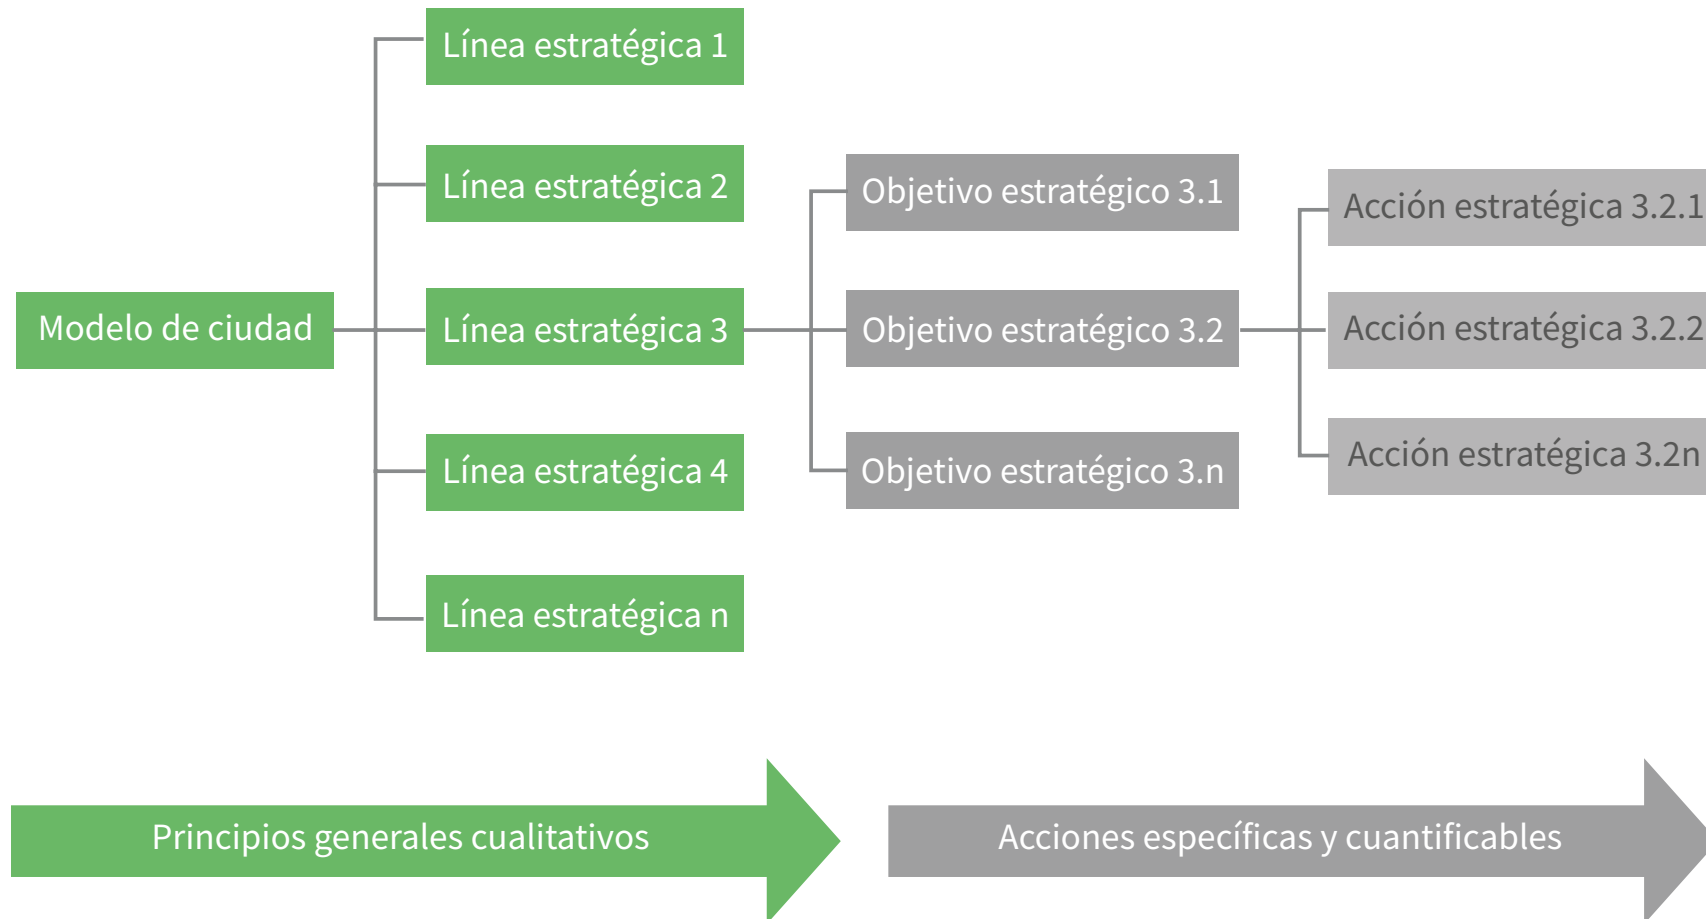 Línea estratégica 1
Línea estratégica 2
Objetivo estratégico 3.1
Acción estratégica 3.2.1
Modelo de ciudad
Línea estratégica 3
Objetivo estratégico 3.2
Acción estratégica 3.2.2
Línea estratégica 4
Objetivo estratégico 3.n
Acción estratégica 3.2n
Línea estratégica n
Principios generales cualitativos
Acciones específicas y cuantificables